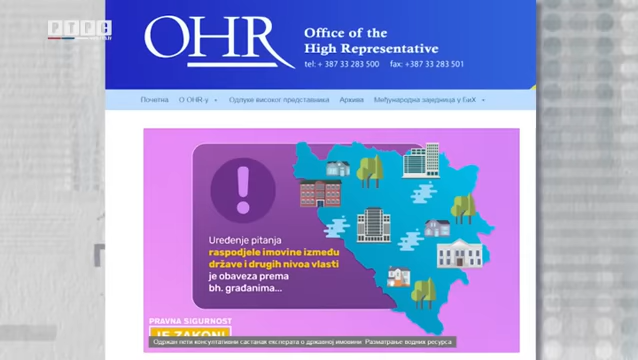 РТРС
OHR
Office of the
High Representative
tel: + 387 33 283 500 fax: +387 33 283 501
Почетна О OHR-у Одлуке високог представника Архива Међународна заједница у БиХ
!
Uređenje pitanja
raspodjele imovine između
države i drugih nivoa vlasti
je obaveza prema
bh. građanima...
PRAVNA SIGURNOST
JE ZAKON!
Одржан пети консултативни састанак експерата о државној имовини: Разматрање водних ресурса